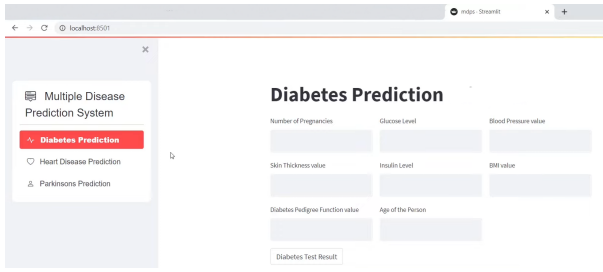 mdps · Streamlit
localhost:8501
Multiple Disease
Prediction System
Diabetes Prediction
Heart Disease Prediction
Parkinsons Prediction
Diabetes Prediction
Number of Pregnancies
Glucose Level
Blood Pressure value
Skin Thickness value
Insulin Level
BMI value
Diabetes Pedigree Function value
Age of the Person
Diabetes Test Result